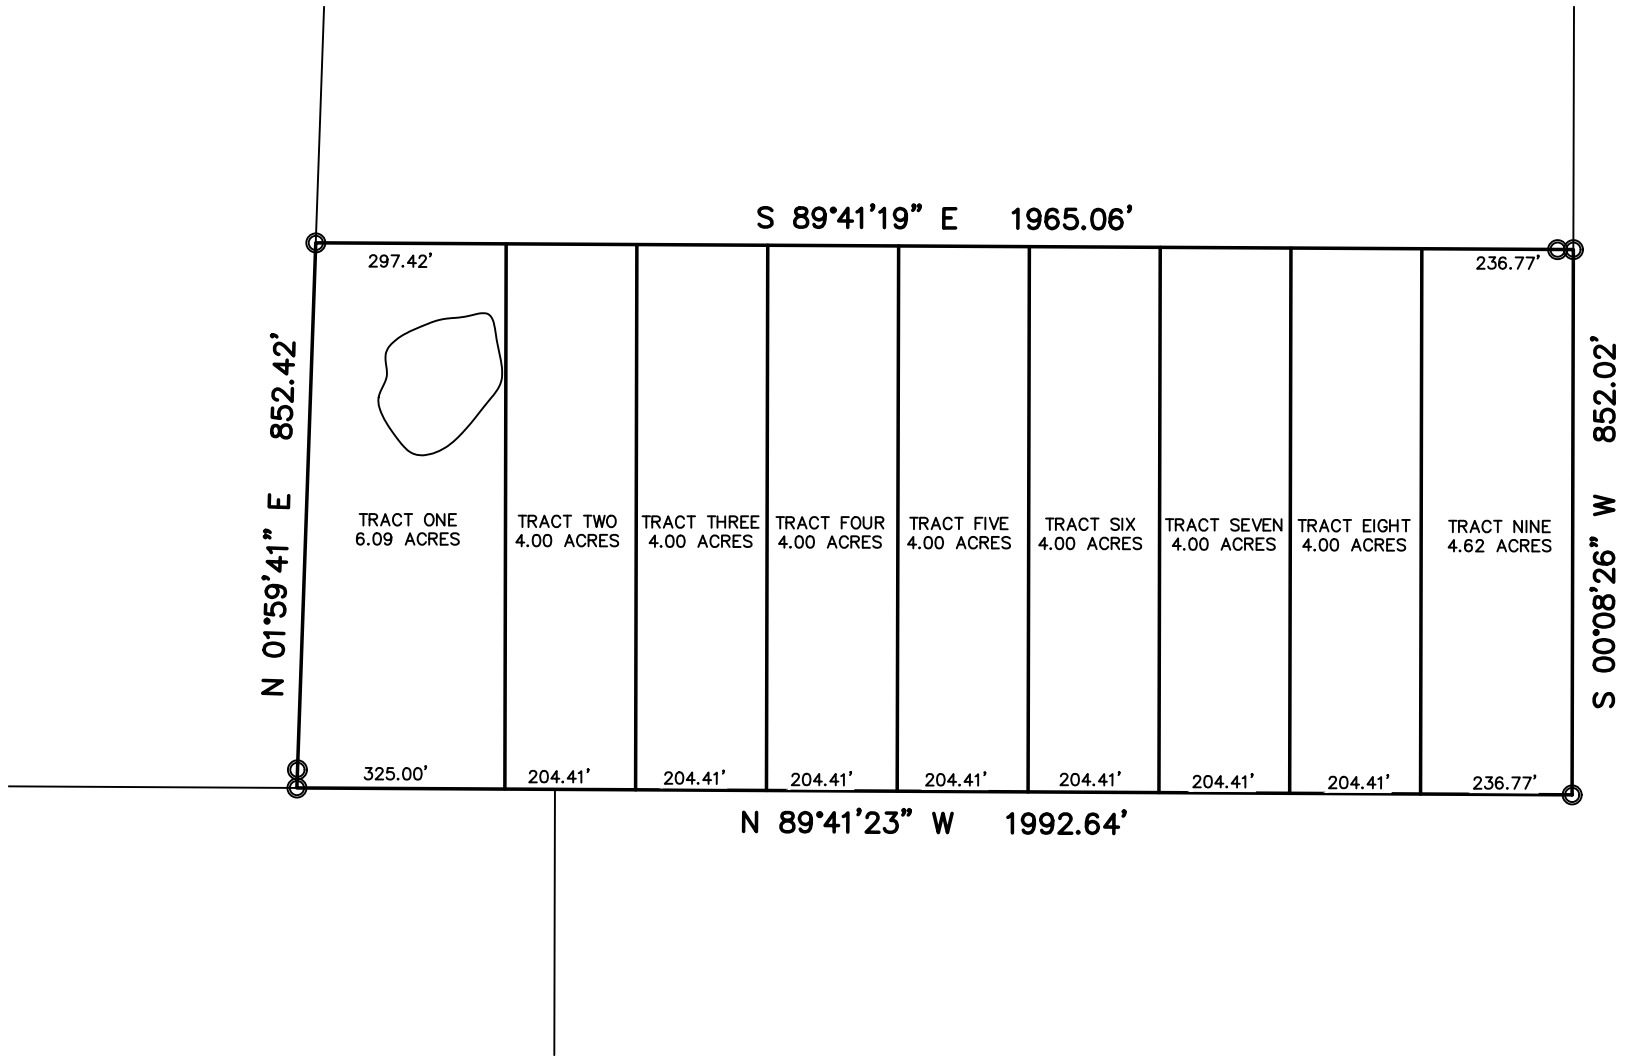 S 89°41'19" E 1965.06'
297.42'
236.77'
N 01°59'41" E 852.42'
S 00°08'26" W 852.02'
TRACT ONE
6.09 ACRES
TRACT TWO
4.00 ACRES
TRACT THREE
4.00 ACRES
TRACT FOUR
4.00 ACRES
TRACT FIVE
4.00 ACRES
TRACT SIX
4.00 ACRES
TRACT SEVEN
4.00 ACRES
TRACT EIGHT
4.00 ACRES
TRACT NINE
4.62 ACRES
325.00'
204.41'
204.41'
204.41'
204.41'
204.41'
204.41'
204.41'
236.77'
N 89°41'23" W 1992.64'